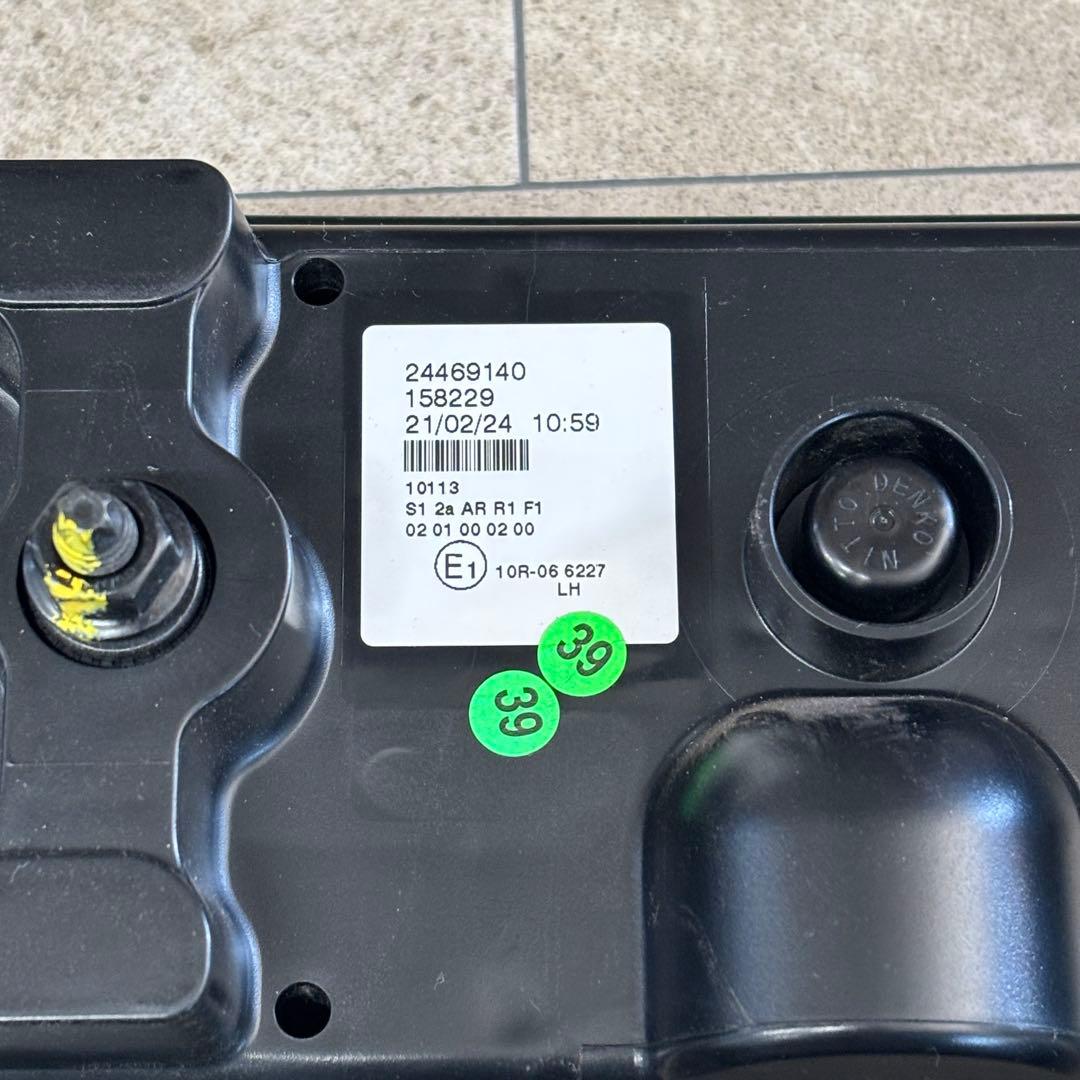 24469140
158229
21/02/24 10:59
10113
S1 2a AR R1 F1
02 01 00 02 00
E1 10R-06 6227
LH
39
39
NITTO DENKO